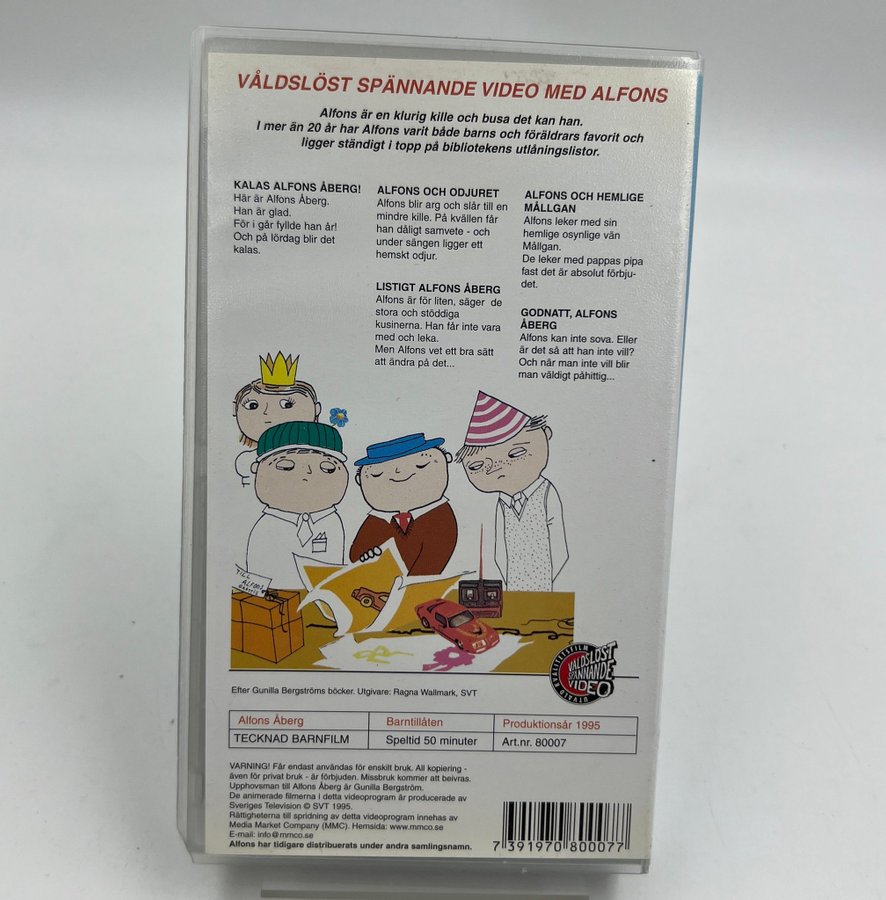 VÅLDSLÖST SPÄNNANDE VIDEO MED ALFONS
Alfons är en klurig kille och busa det kan han.
I mer än 20 år har Alfons varit både barns och föräldrars favorit och
ligger ständigt i topp på bibliotekens utlåningslistor.
KALAS ALFONS ÅBERG!
Här är Alfons Åberg.
Han är glad.
För i går fyllde han år!
Och på lördag blir det
kalas.
ALFONS OCH ODJURET
Alfons blir arg och slår till en
mindre kille. På kvällen får
han dåligt samvete - och
under sängen ligger ett
hemskt odjur.
LISTIGT ALFONS ÅBERG
Alfons är för liten, säger de
stora och stöddiga
kusinerna. Han får inte vara
med och leka.
Men Alfons vet ett bra sätt
att ändra på det...
ALFONS OCH HEMLIGE
MÅLLGAN
Alfons leker med sin
hemlige osynlige vän
Mållgan.
De leker med pappas pipa
fast det är absolut förbju-
det.
GODNATT, ALFONS
ÅBERG
Alfons kan inte sova. Eller
är det så att han inte vill?
Och när man inte vill blir
man väldigt påhittig...
TILL
ALFONS
VÅLDSLÖST
SPÄNNANDE
VIDEO
UTVALD KVALITETSFILM
Efter Gunilla Bergströms böcker. Utgivare: Ragna Wallmark, SVT
Alfons Åberg Barntillåten Produktionsår 1995
TECKNAD BARNFILM Speltid 50 minuter Art.nr. 80007
VARNING! Får endast användas för enskilt bruk. All kopiering -
även för privat bruk - är förbjuden. Missbruk kommer att beivras.
Upphovsman till Alfons Åberg är Gunilla Bergström.
De animerade filmerna i detta videoprogram är producerade av
Sveriges Television © SVT 1995.
Rättigheterna till spridning av detta videoprogram innehas av
Media Market Company (MMC). Hemsida: www.mmco.se
E-mail: info@mmco.se
Alfons har tidigare distribuerats under andra samlingsnamn.
7 391970 800077